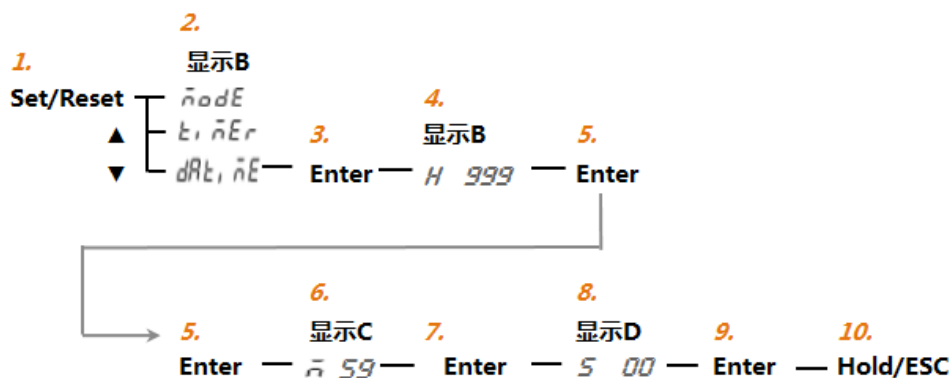 2.
1.
显示B
Set/Reset
modE
4.
▲
timEr
3.
显示B
5.
▼
dAtimE
Enter
H 999
Enter
6.
8.
5.
显示C
7.
显示D
9.
10.
Enter
m 59
Enter
S 00
Enter
Hold/ESC